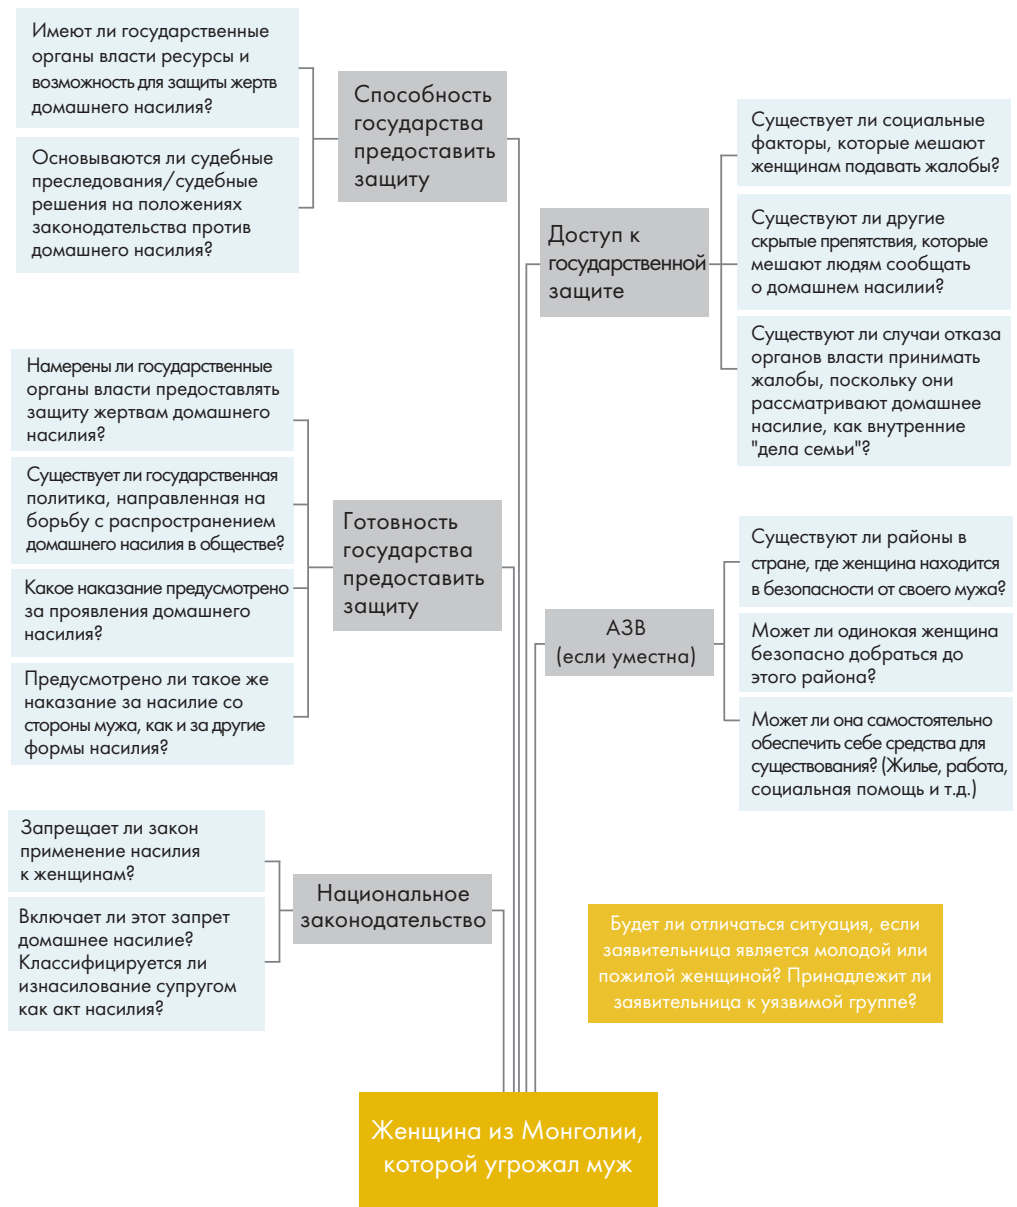 Имеют ли государственные
органы власти ресурсы и
возможность для защиты жертв
домашнего насилия?
Основываются ли судебные
преследования/судебные
решения на положениях
законодательства против
домашнего насилия?
Способность
государства
предоставить
защиту
Существует ли социальные
факторы, которые мешают
женщинам подавать жалобы?
Существуют ли другие
скрытые препятствия, которые
мешают людям сообщать
о домашнем насилии?
Существуют ли случаи отказа
органов власти принимать
жалобы, поскольку они
рассматривают домашнее
насилие, как внутренние
"дела семьи"?
Доступ к
государственной
защите
Намерены ли государственные
органы власти предоставлять
защиту жертвам домашнего
насилия?
Существует ли государственная
политика, направленная на
борьбу с распространением
домашнего насилия в обществе?
Какое наказание предусмотрено
за проявления домашнего
насилия?
Предусмотрено ли такое же
наказание за насилие со
стороны мужа, как и за другие
формы насилия?
Готовность
государства
предоставить
защиту
Существуют ли районы в
стране, где женщина находится
в безопасности от своего мужа?
Может ли одинокая женщина
безопасно добраться до
этого района?
Может ли она самостоятельно
обеспечить себе средства для
существования? (Жилье, работа,
социальная помощь и т.д.)
АЗВ
(если уместна)
Запрещает ли закон
применение насилия
к женщинам?
Включает ли этот запрет
домашнее насилие?
Классифицируется ли
изнасилование супругом
как акт насилия?
Национальное
законодательство
Будет ли отличаться ситуация, если
заявительница является молодой или
пожилой женщиной? Принадлежит ли
заявительница к уязвимой группе?
Женщина из Монголии,
которой угрожал муж